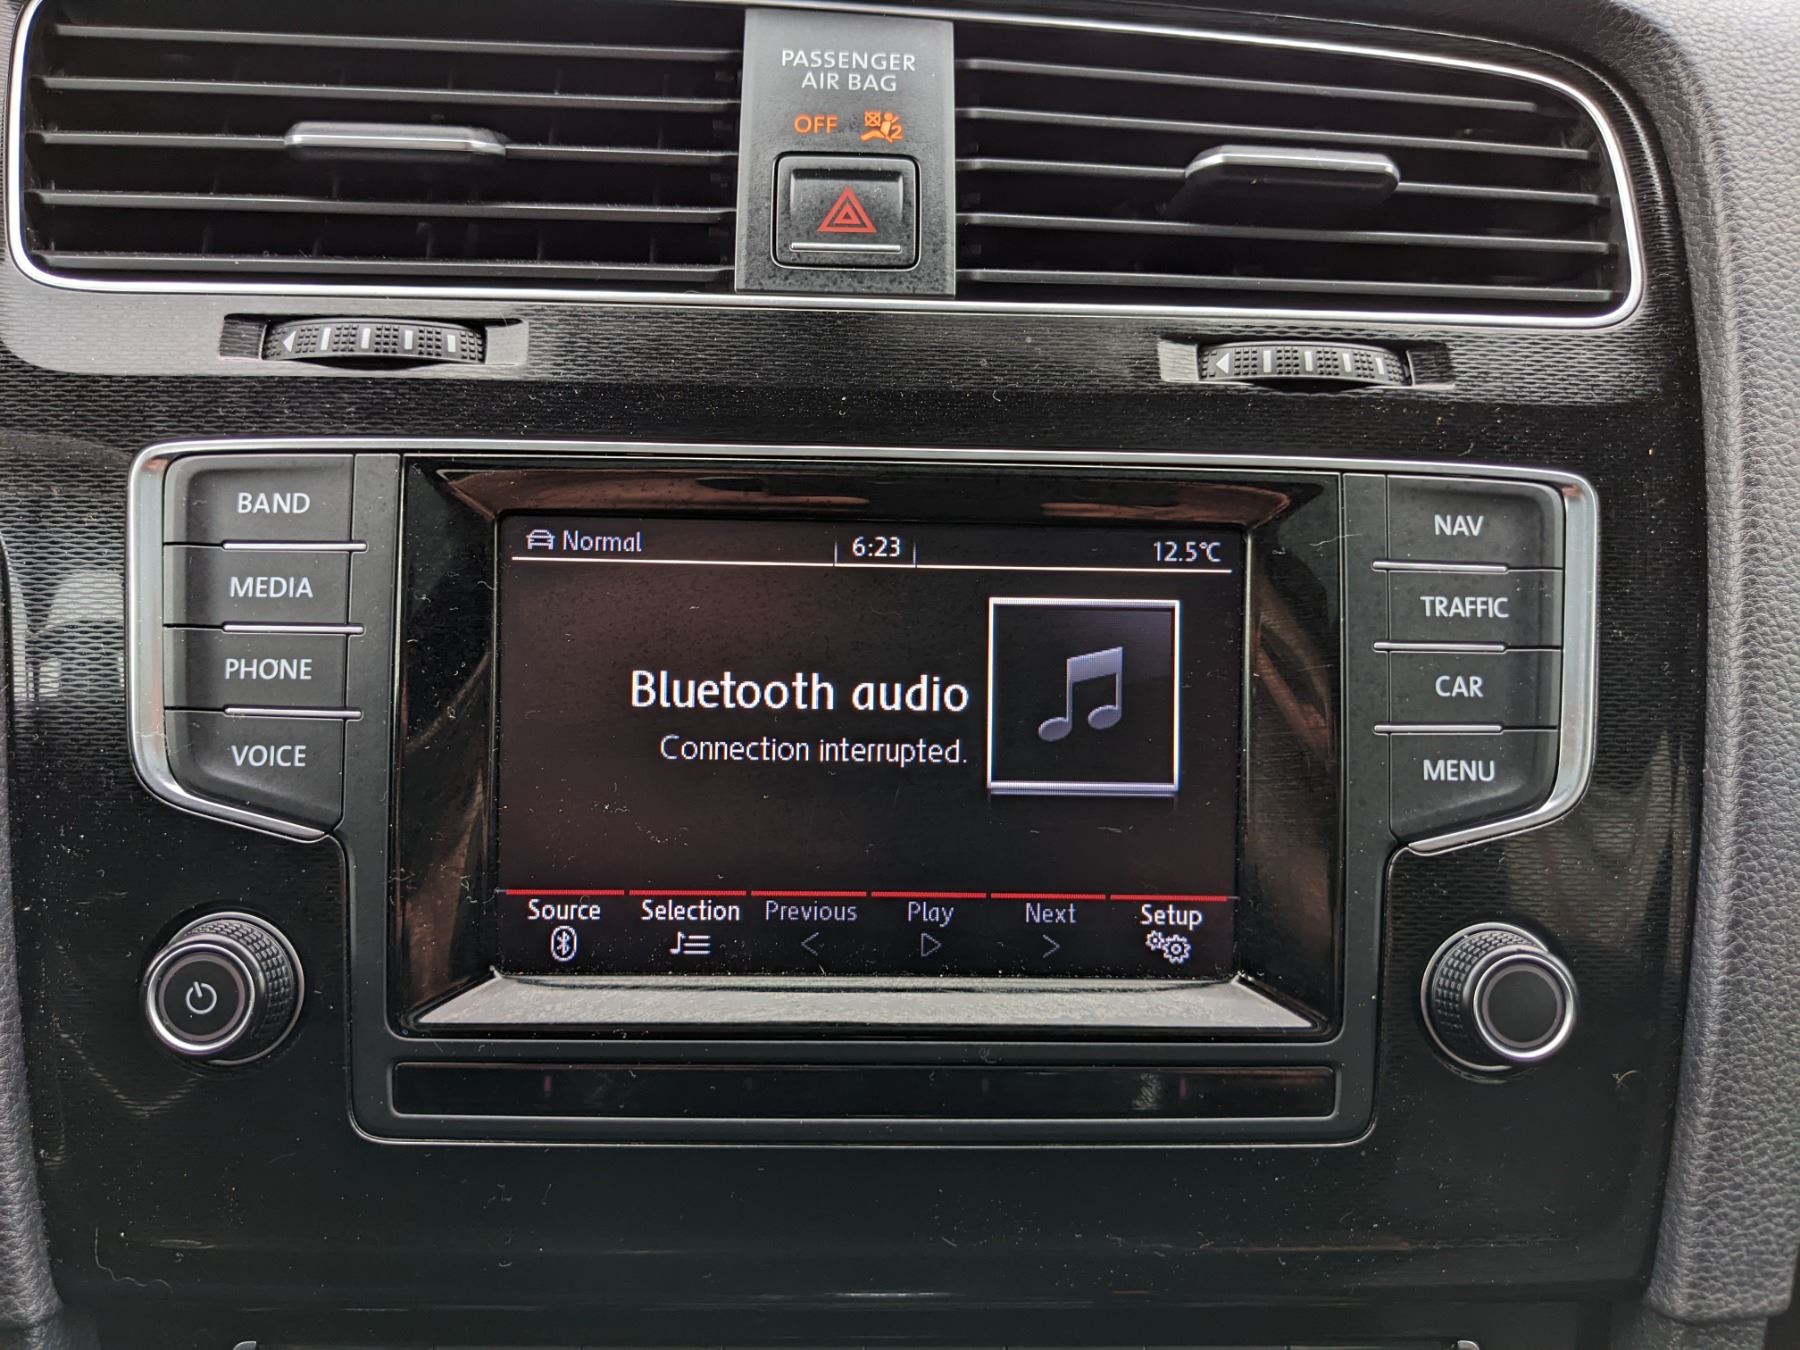 PASSENGER
AIR BAG
OFF
2
BAND
MEDIA
PHONE
VOICE
Normal 6:23 12.5°C
Bluetooth audio
Connection interrupted.
Source Selection Previous Play Next Setup
NAV
TRAFFIC
CAR
MENU